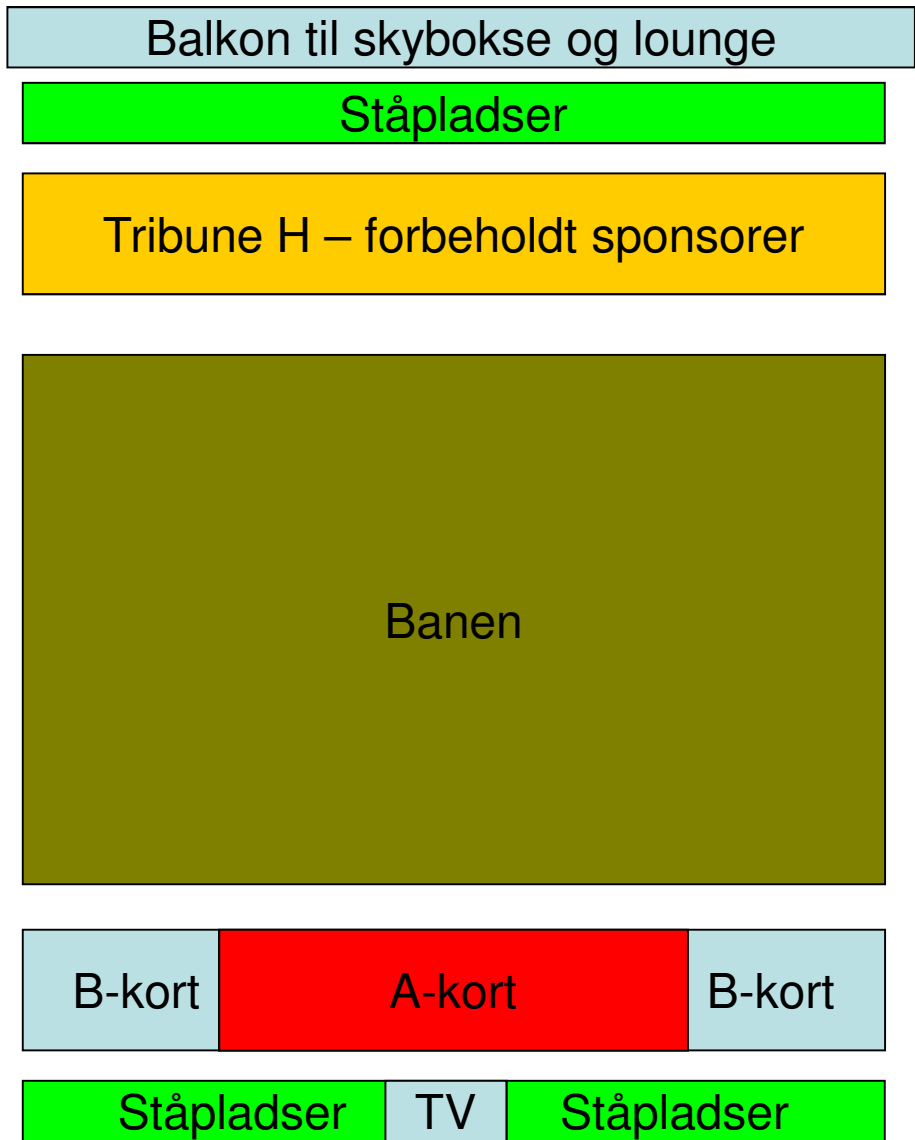 Balkon til skybokse og lounge
Ståpladser
Tribune H – forbeholdt sponsorer
Banen
B-kort A-kort B-kort
Ståpladser TV Ståpladser